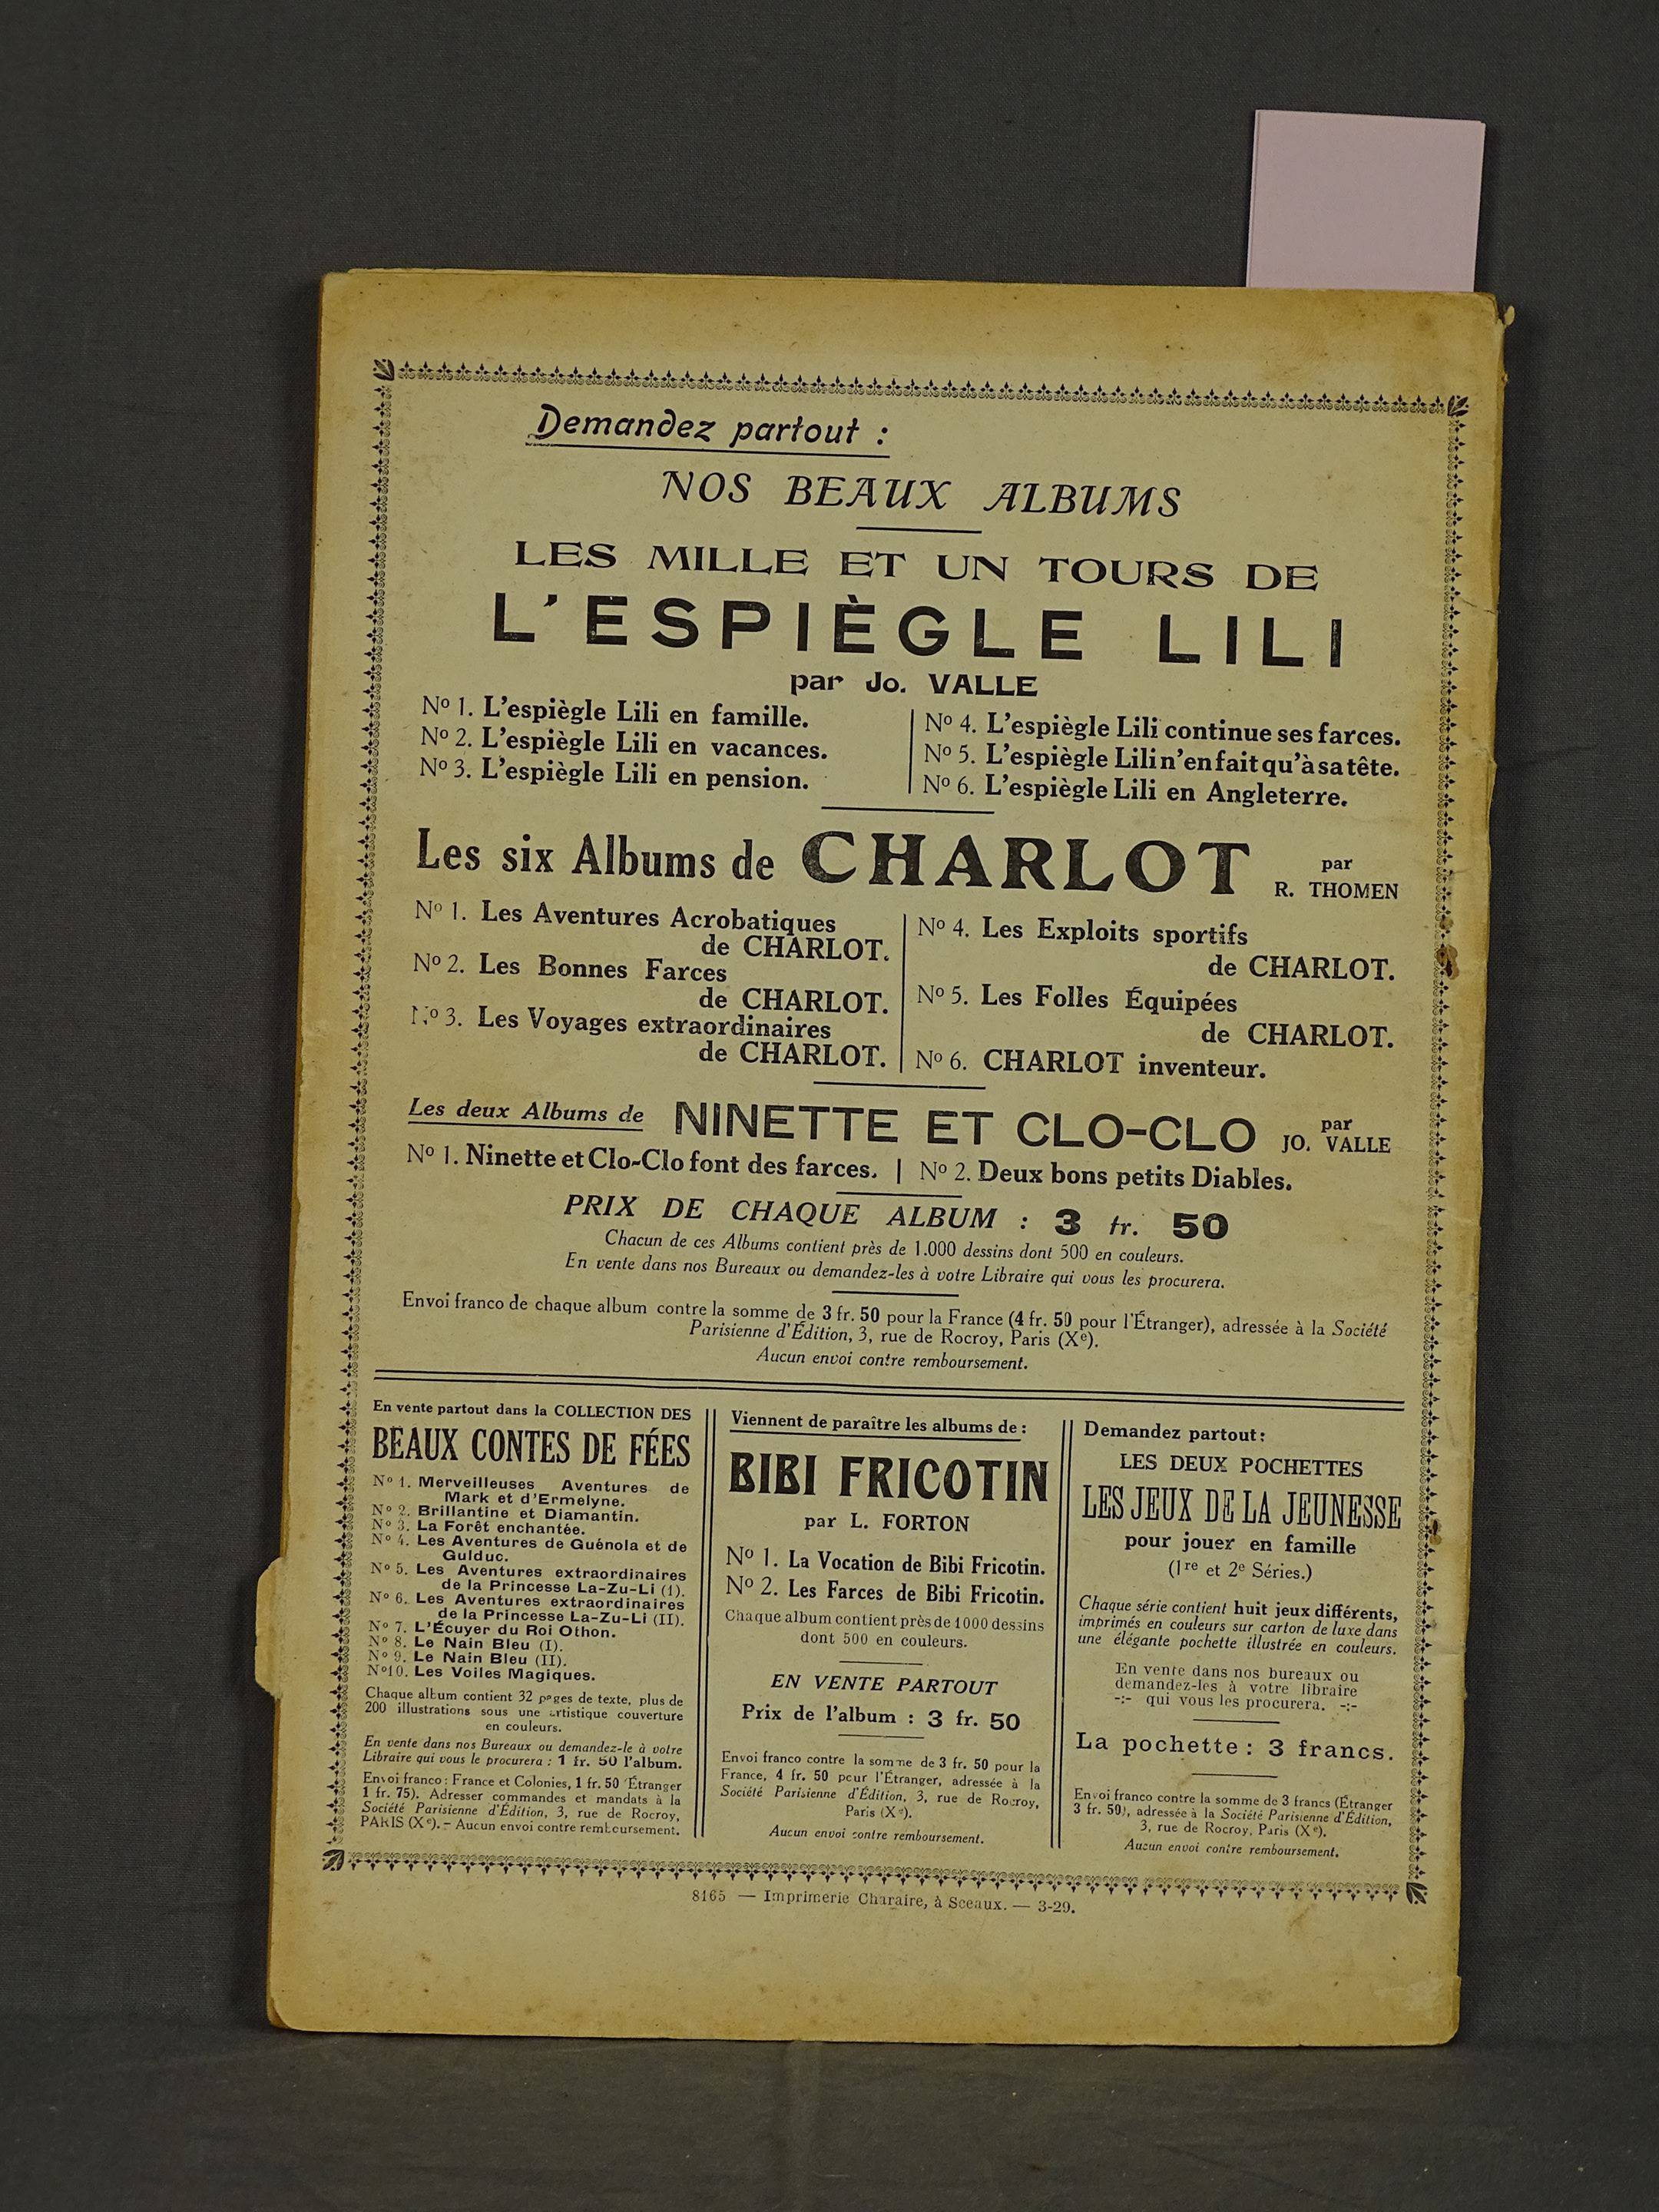 Demandez partout :
NOS BEAUX ALBUMS
LES MILLE ET UN TOURS DE
L'ESPIÈGLE LILI
par Jo. VALLE
Nº 1. L'espiègle Lili en famille.
Nº 2. L'espiègle Lili en vacances.
Nº 3. L'espiègle Lili en pension.
Nº 4. L'espiègle Lili continue ses farces.
Nº 5. L'espiègle Lili n'en fait qu'à sa tête.
Nº 6. L'espiègle Lili en Angleterre.
Les six Albums de CHARLOT par
R. THOMEN
Nº 1. Les Aventures Acrobatiques
de CHARLOT.
Nº 2. Les Bonnes Farces
de CHARLOT.
Nº 3. Les Voyages extraordinaires
de CHARLOT.
Nº 4. Les Exploits sportifs
de CHARLOT.
Nº 5. Les Folles Équipées
de CHARLOT.
Nº 6. CHARLOT inventeur.
Les deux Albums de NINETTE ET CLO-CLO par
JO. VALLE
Nº 1. Ninette et Clo-Clo font des farces. | Nº 2. Deux bons petits Diables.
PRIX DE CHAQUE ALBUM : 3 fr. 50
Chacun de ces Albums contient près de 1.000 dessins dont 500 en couleurs.
En vente dans nos Bureaux ou demandez-les à votre Libraire qui vous les procurera.
Envoi franco de chaque album contre la somme de 3 fr. 50 pour la France (4 fr. 50 pour l'Étranger), adressée à la Société
Parisienne d'Édition, 3, rue de Rocroy, Paris (Xe).
Aucun envoi contre remboursement.
En vente partout dans la COLLECTION DES
BEAUX CONTES DE FÉES
Nº 1. Merveilleuses Aventures de
Mark et d'Ermelyne.
Nº 2. Brillantine et Diamantin.
Nº 3. La Forêt enchantée.
Nº 4. Les Aventures de Guénola et de
Gulduc.
Nº 5. Les Aventures extraordinaires
de la Princesse La-Zu-Li (I).
Nº 6. Les Aventures extraordinaires
de la Princesse La-Zu-Li (II).
Nº 7. L'Écuyer du Roi Othon.
Nº 8. Le Nain Bleu (I).
Nº 9. Le Nain Bleu (II).
Nº 10. Les Voiles Magiques.
Chaque album contient 32 pages de texte, plus de
200 illustrations sous une artistique couverture
en couleurs.
En vente dans nos Bureaux ou demandez-le à votre
Libraire qui vous le procurera : 1 fr. 50 l'album.
Envoi franco : France et Colonies, 1 fr. 50 (Étranger
1 fr. 75). Adresser commandes et mandats à la
Société Parisienne d'Édition, 3, rue de Rocroy,
PARIS (Xe). – Aucun envoi contre remboursement.
Viennent de paraître les albums de :
BIBI FRICOTIN
par L. FORTON
Nº 1. La Vocation de Bibi Fricotin.
Nº 2. Les Farces de Bibi Fricotin.
Chaque album contient près de 1000 dessins
dont 500 en couleurs.
EN VENTE PARTOUT
Prix de l'album : 3 fr. 50
Envoi franco contre la somme de 3 fr. 50 pour la
France, 4 fr. 50 pour l'Étranger, adressée à la
Société Parisienne d'Édition, 3, rue de Rocroy,
Paris (Xe).
Aucun envoi contre remboursement.
Demandez partout :
LES DEUX POCHETTES
LES JEUX DE LA JEUNESSE
pour jouer en famille
(1re et 2e Séries.)
Chaque série contient huit jeux différents,
imprimés en couleurs sur carton de luxe dans
une élégante pochette illustrée en couleurs.
En vente dans nos bureaux ou
demandez-les à votre libraire
-:- qui vous les procurera. -:-
La pochette : 3 francs.
Envoi franco contre la somme de 3 francs (Étranger
3 fr. 50), adressée à la Société Parisienne d'Édition,
3, rue de Rocroy, Paris (Xe).
Aucun envoi contre remboursement.
8165 — Imprimerie Charaire, à Sceaux. — 3-29.